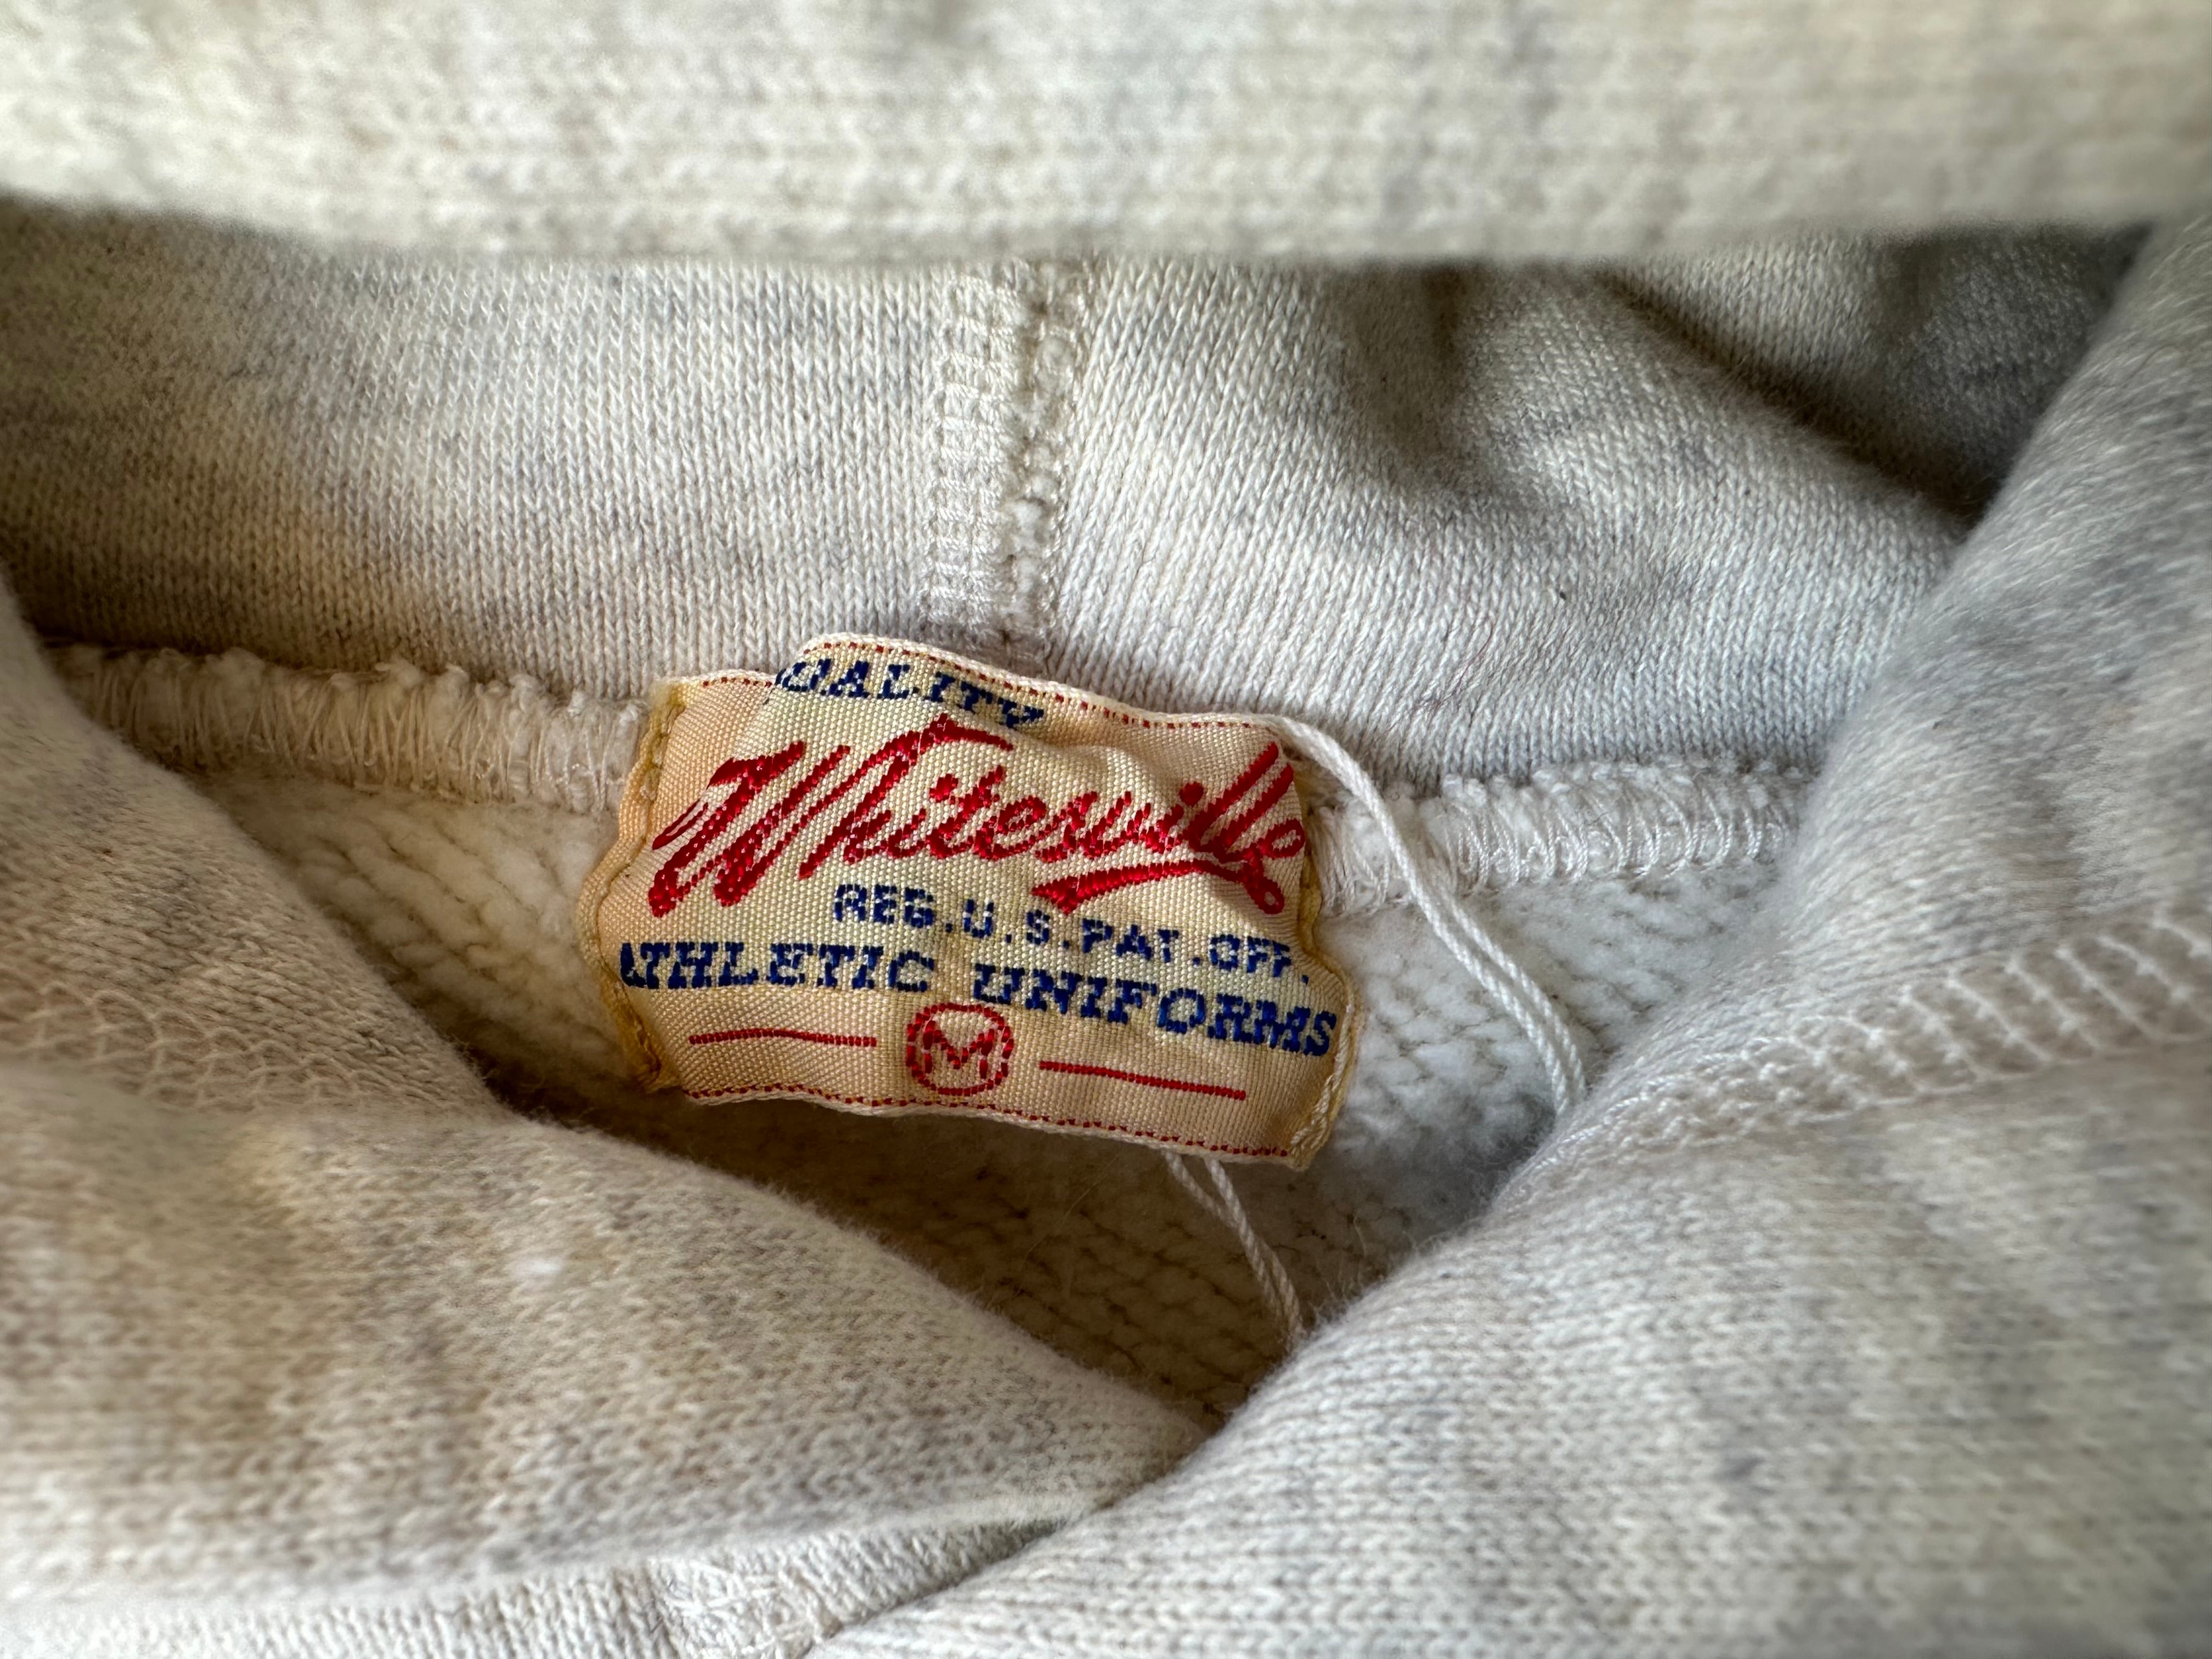 QUALITY
Whitesville
REG.U.S.PAT.OFF.
ATHLETIC UNIFORMS
M